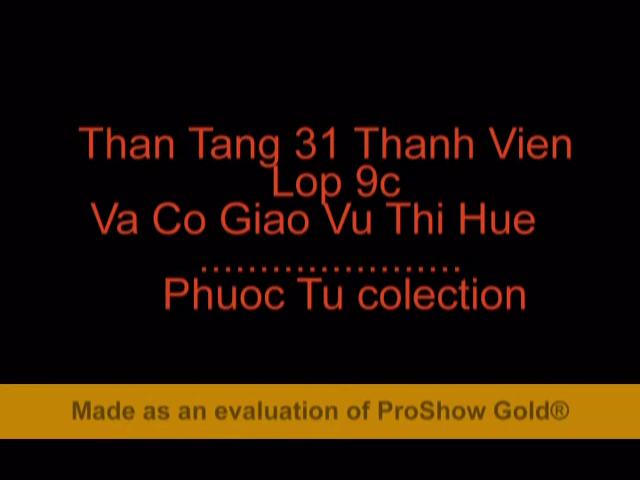 Than Tang 31 Thanh Vien
Lop 9c
Va Co Giao Vu Thi Hue
......................
Phuoc Tu colection
Made as an evaluation of ProShow Gold®